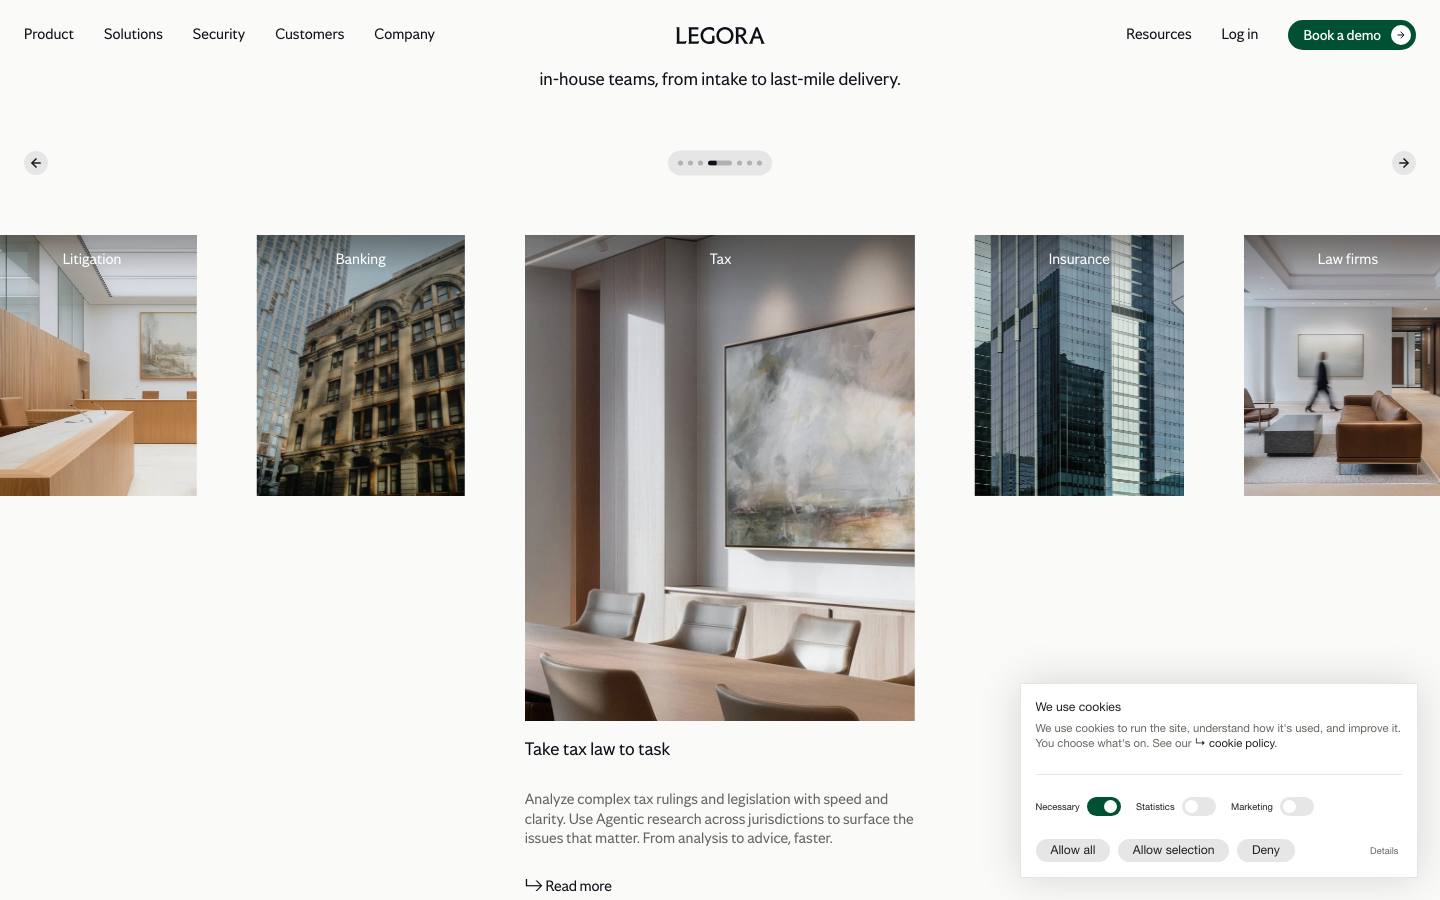 Product Solutions Security Customers Company LEGORA Resources Log in Book a demo
in-house teams, from intake to last-mile delivery.
Litigation
Banking
Tax
Insurance
Law firms
Take tax law to task
Analyze complex tax rulings and legislation with speed and
clarity. Use Agentic research across jurisdictions to surface the
issues that matter. From analysis to advice, faster.
Read more
We use cookies
We use cookies to run the site, understand how it's used, and improve it.
You choose what's on. See our ↳ cookie policy.
Necessary Statistics Marketing
Allow all Allow selection Deny Details